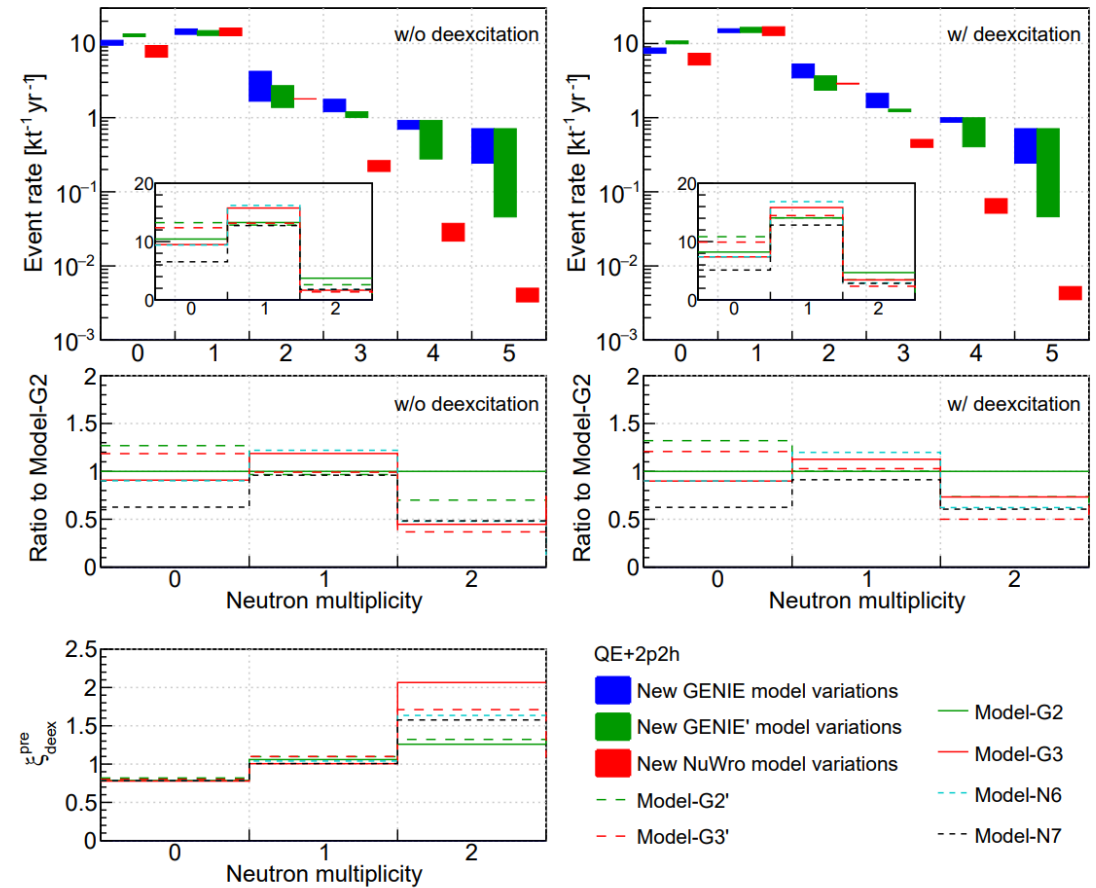 w/o deexcitation
Event rate [kt⁻¹ yr⁻¹]
10
1
10⁻¹
10⁻²
10⁻³
20
10
0
0 1 2
0 1 2 3 4 5
w/ deexcitation
Event rate [kt⁻¹ yr⁻¹]
10
1
10⁻¹
10⁻²
10⁻³
20
10
0
0 1 2
0 1 2 3 4 5
w/o deexcitation
Ratio to Model-G2
2
1.5
1
0.5
0
0 1 2
Neutron multiplicity
w/ deexcitation
Ratio to Model-G2
2
1.5
1
0.5
0
0 1 2
Neutron multiplicity
ξ^pre_deex
2.5
2
1.5
1
0.5
0
0 1 2
Neutron multiplicity
QE+2p2h
New GENIE model variations
New GENIE' model variations
New NuWro model variations
Model-G2'
Model-G3'
Model-G2
Model-G3
Model-N6
Model-N7